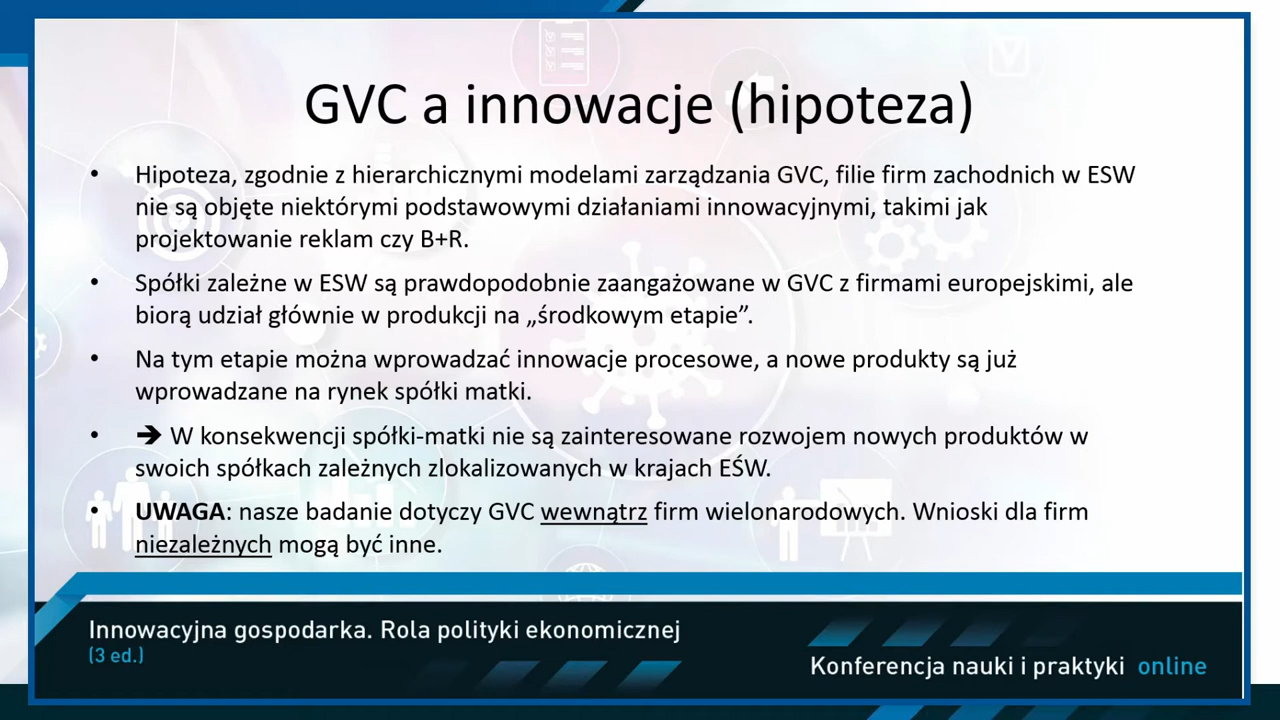 GVC a innowacje (hipoteza)
• Hipoteza, zgodnie z hierarchicznymi modelami zarządzania GVC, filie firm zachodnich w ESW
nie są objęte niektórymi podstawowymi działaniami innowacyjnymi, takimi jak
projektowanie reklam czy B+R.
• Spółki zależne w ESW są prawdopodobnie zaangażowane w GVC z firmami europejskimi, ale
biorą udział głównie w produkcji na „środkowym etapie”.
• Na tym etapie można wprowadzać innowacje procesowe, a nowe produkty są już
wprowadzane na rynek spółki matki.
• ➔ W konsekwencji spółki-matki nie są zainteresowane rozwojem nowych produktów w
swoich spółkach zależnych zlokalizowanych w krajach EŚW.
• UWAGA: nasze badanie dotyczy GVC wewnątrz firm wielonarodowych. Wnioski dla firm
niezależnych mogą być inne.
Innowacyjna gospodarka. Rola polityki ekonomicznej
(3 ed.)
Konferencja nauki i praktyki online